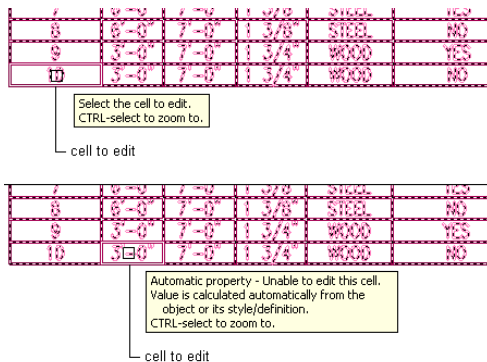 8 6'-0" 7'-0" 1 3/8" STEEL NO
9 3'-0" 7'-0" 1 3/4" WOOD YES
10 3'-0" 7'-0" 1 3/4" WOOD NO
Select the cell to edit.
CTRL-select to zoom to.
cell to edit
8 6'-0" 7'-0" 1 3/8" STEEL NO
9 3'-0" 7'-0" 1 3/4" WOOD YES
10 3'-0" 7'-0" 1 3/4" WOOD NO
Automatic property - Unable to edit this cell.
Value is calculated automatically from the
object or its style/definition.
CTRL-select to zoom to.
cell to edit